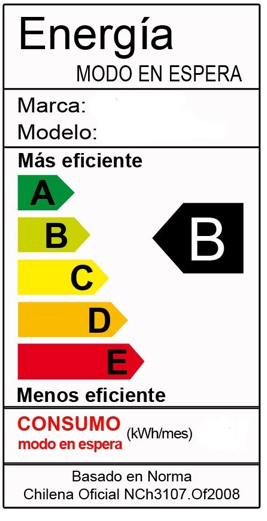 Energía
MODO EN ESPERA
Marca:
Modelo:
Más eficiente
A
B
B
C
D
E
Menos eficiente
CONSUMO
modo en espera (kWh/mes)
Basado en Norma
Chilena Oficial NCh3107.Of2008